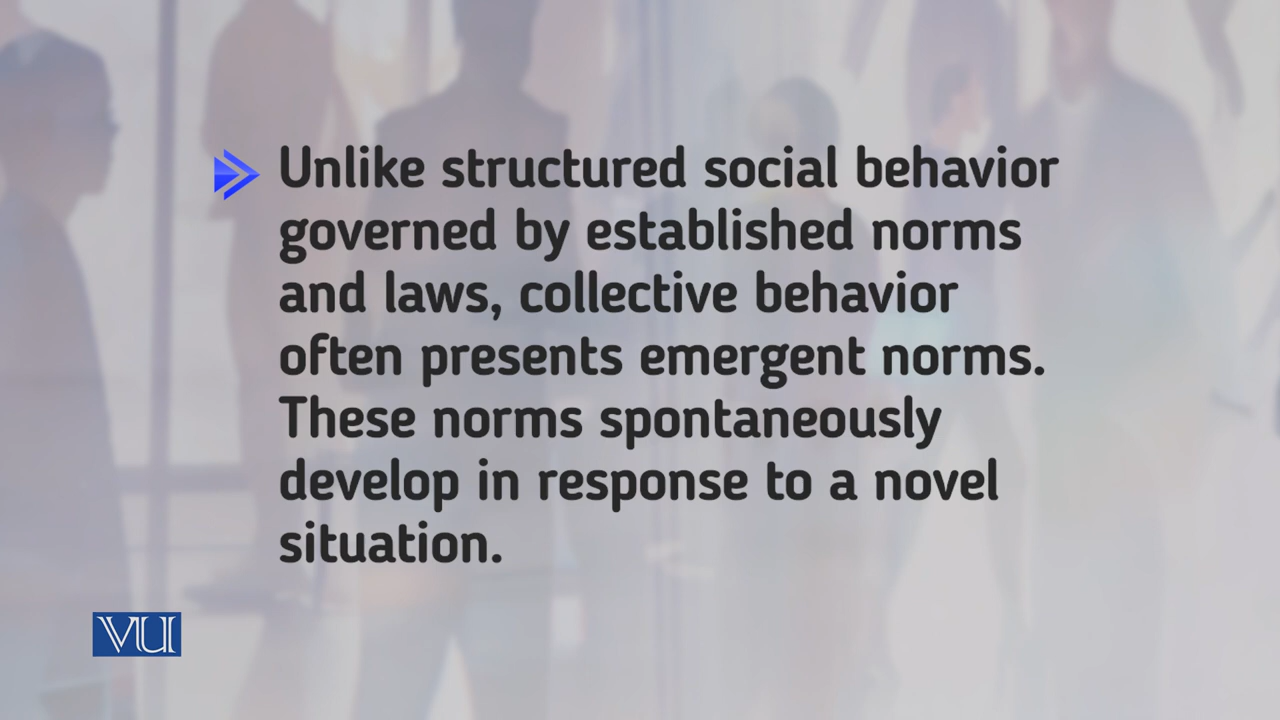 Unlike structured social behavior
governed by established norms
and laws, collective behavior
often presents emergent norms.
These norms spontaneously
develop in response to a novel
situation.
VU